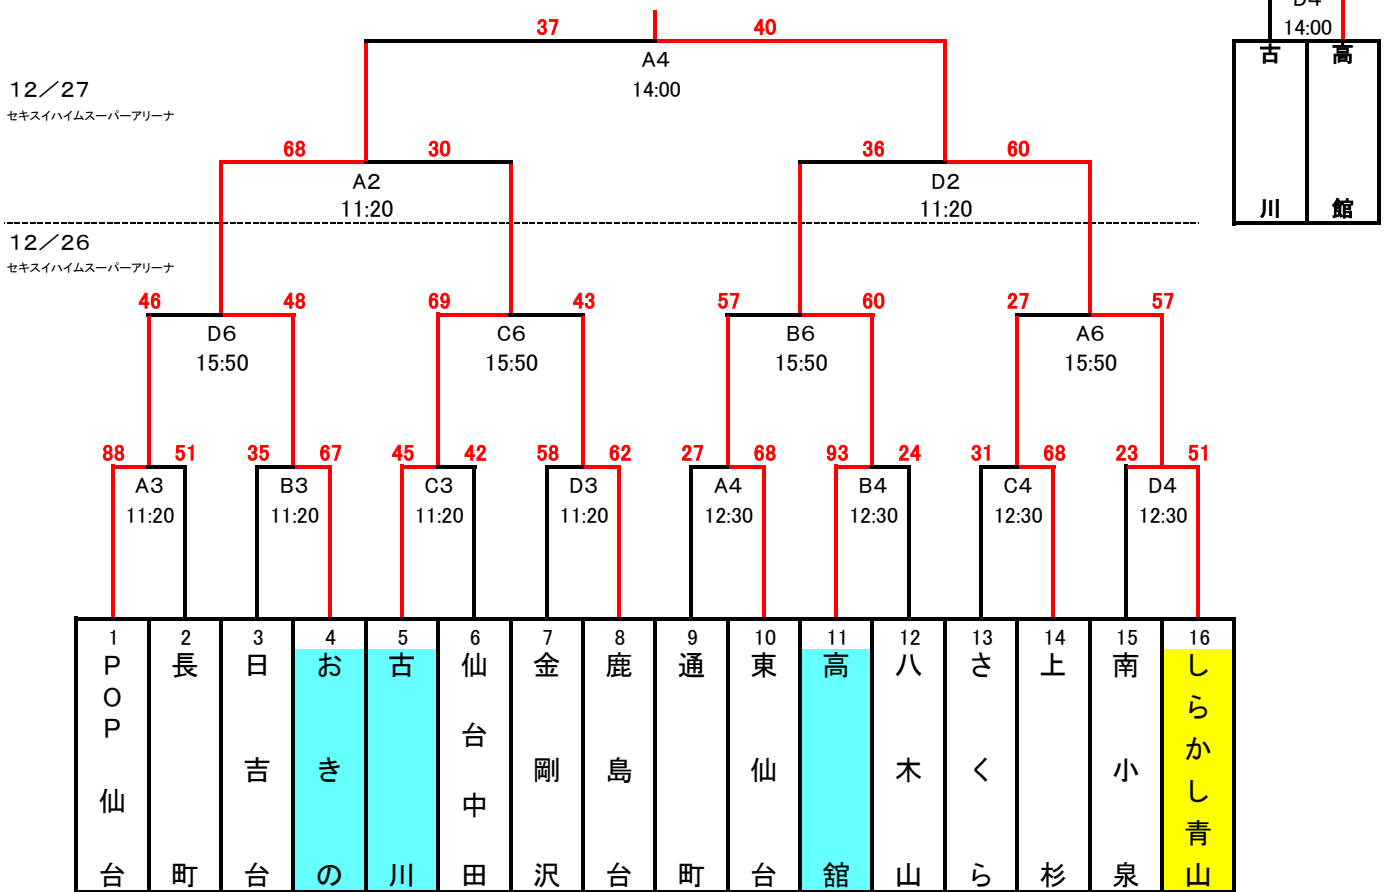 D4
14:00
古川
高館
37 40
A4
14:00
12/27
セキスイハイムスーパーアリーナ
68 30 36 60
A2 D2
11:20 11:20
12/26
セキスイハイムスーパーアリーナ
46 48 69 43 57 60 27 57
D6 C6 B6 A6
15:50 15:50 15:50 15:50
88 51 35 67 45 42 58 62 27 68 93 24 31 68 23 51
A3 B3 C3 D3 A4 B4 C4 D4
11:20 11:20 11:20 11:20 12:30 12:30 12:30 12:30
1 2 3 4 5 6 7 8 9 10 11 12 13 14 15 16
POP仙台
長町
日吉台
おきの
古川
仙台中田
金剛沢
鹿島台
通町
東仙台
高舘
八木山
さくら
上杉
南小泉
しらかし青山